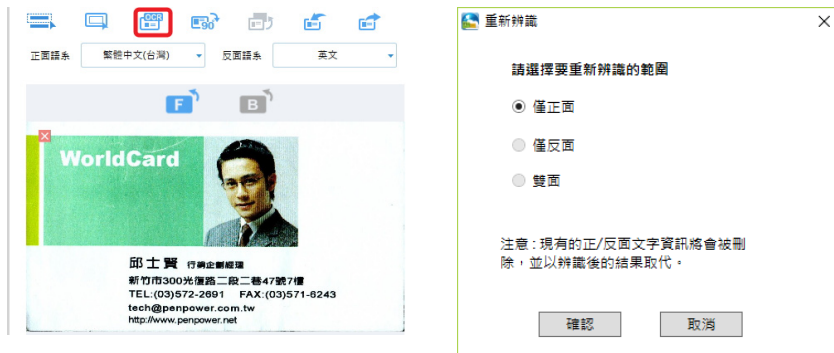 OCR
90°
正面語系
繁體中文(台灣)
反面語系
英文
F
B
WorldCard
邱士賢 行銷企劃經理
新竹市300光復路二段二巷47號7樓
TEL:(03)572-2691 FAX:(03)571-6243
tech@penpower.com.tw
http://www.penpower.net
重新辨識
請選擇要重新辨識的範圍
僅正面
僅反面
雙面
注意:現有的正/反面文字資訊將會被刪
除,並以辨識後的結果取代。
確認
取消